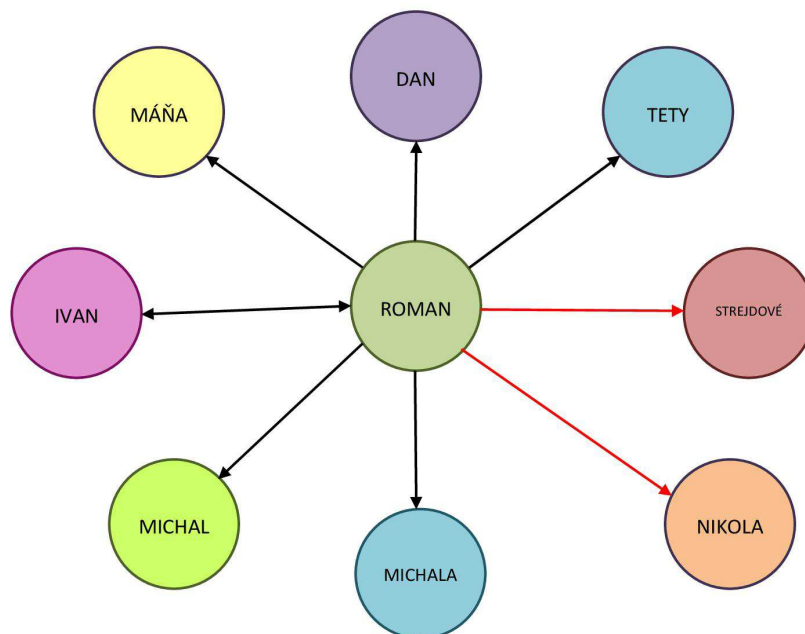 DAN
MÁŇA
TETY
IVAN
ROMAN
STREJDOVÉ
MICHAL
MICHALA
NIKOLA